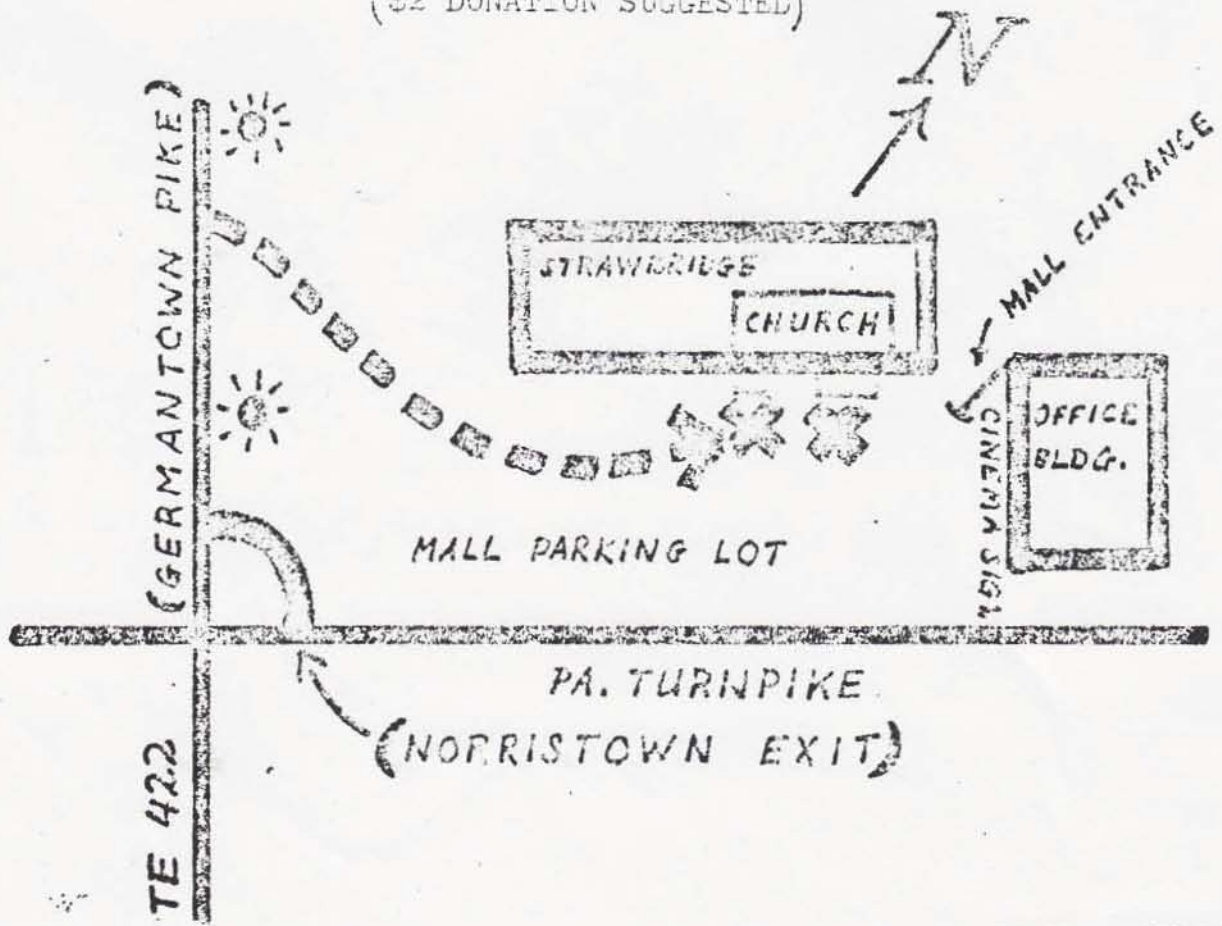 ($2 DONATION SUGGESTED)
N
(GERMANTOWN PIKE)
STRAWBRIDGE
CHURCH
MALL ENTRANCE
CINEMA SIGN
OFFICE
BLDG.
MALL PARKING LOT
PA. TURNPIKE
(NORRISTOWN EXIT)
TE 422